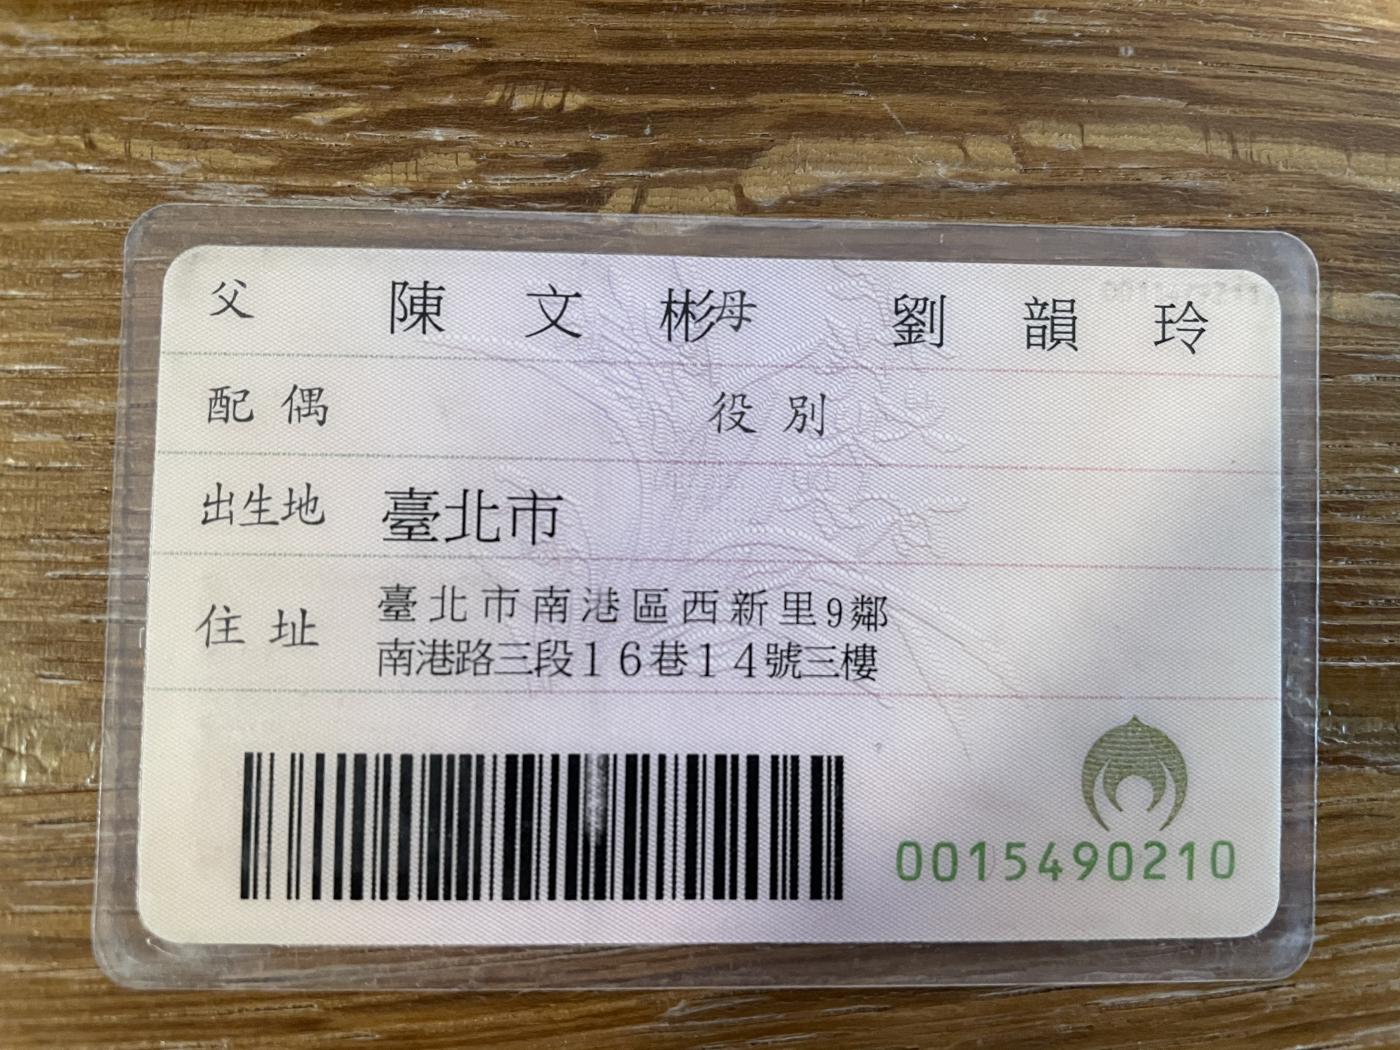 父 陳文彬 母 劉韻玲
配偶 役別
出生地 臺北市
住址 臺北市南港區西新里9鄰
南港路三段16巷14號三樓
0015490210